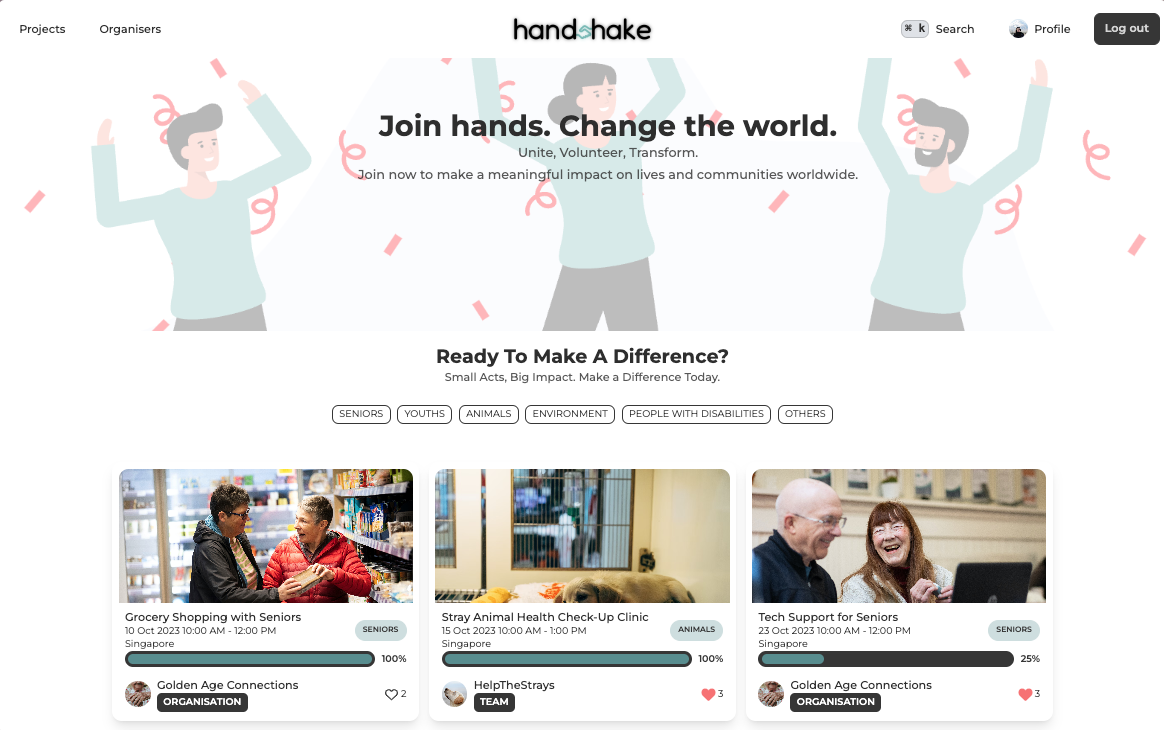 Projects
Organisers
handshake
⌘ k
Search
Profile
Log out
Join hands. Change the world.
Unite, Volunteer, Transform.
Join now to make a meaningful impact on lives and communities worldwide.
Ready To Make A Difference?
Small Acts, Big Impact. Make a Difference Today.
SENIORS
YOUTHS
ANIMALS
ENVIRONMENT
PEOPLE WITH DISABILITIES
OTHERS
Grocery Shopping with Seniors
10 Oct 2023 10:00 AM - 12:00 PM
SENIORS
Singapore
100%
Golden Age Connections
ORGANISATION
2
Stray Animal Health Check-Up Clinic
15 Oct 2023 10:00 AM - 1:00 PM
ANIMALS
Singapore
100%
HelpTheStrays
TEAM
3
Tech Support for Seniors
23 Oct 2023 10:00 AM - 12:00 PM
SENIORS
Singapore
25%
Golden Age Connections
ORGANISATION
3